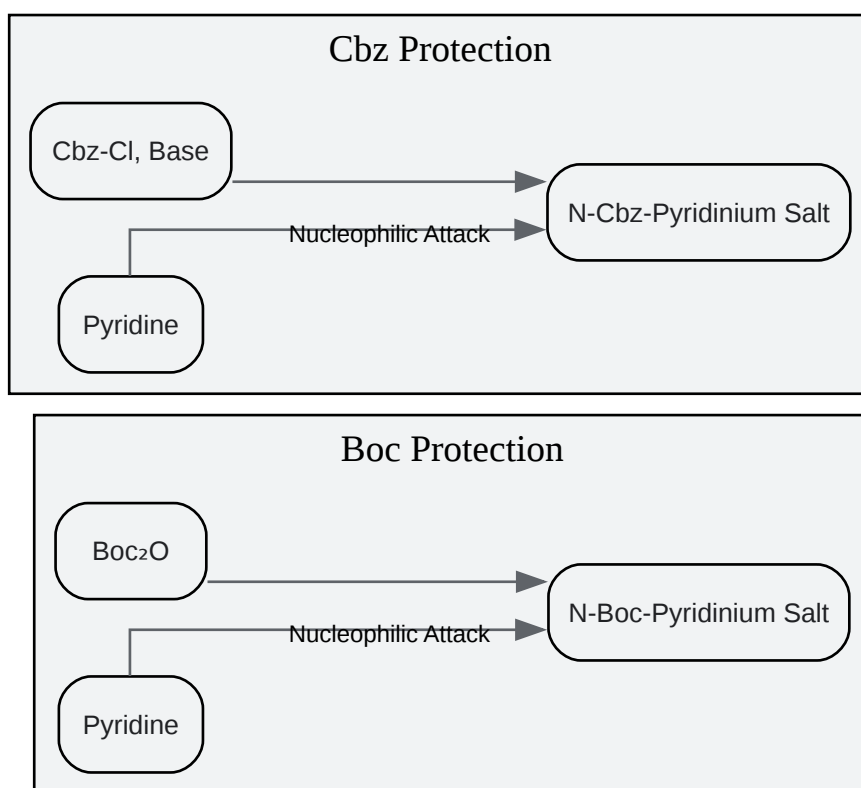 Cbz Protection
Cbz-Cl, Base
N-Cbz-Pyridinium Salt
Nucleophilic Attack
Pyridine
Boc Protection
Boc₂O
N-Boc-Pyridinium Salt
Nucleophilic Attack
Pyridine